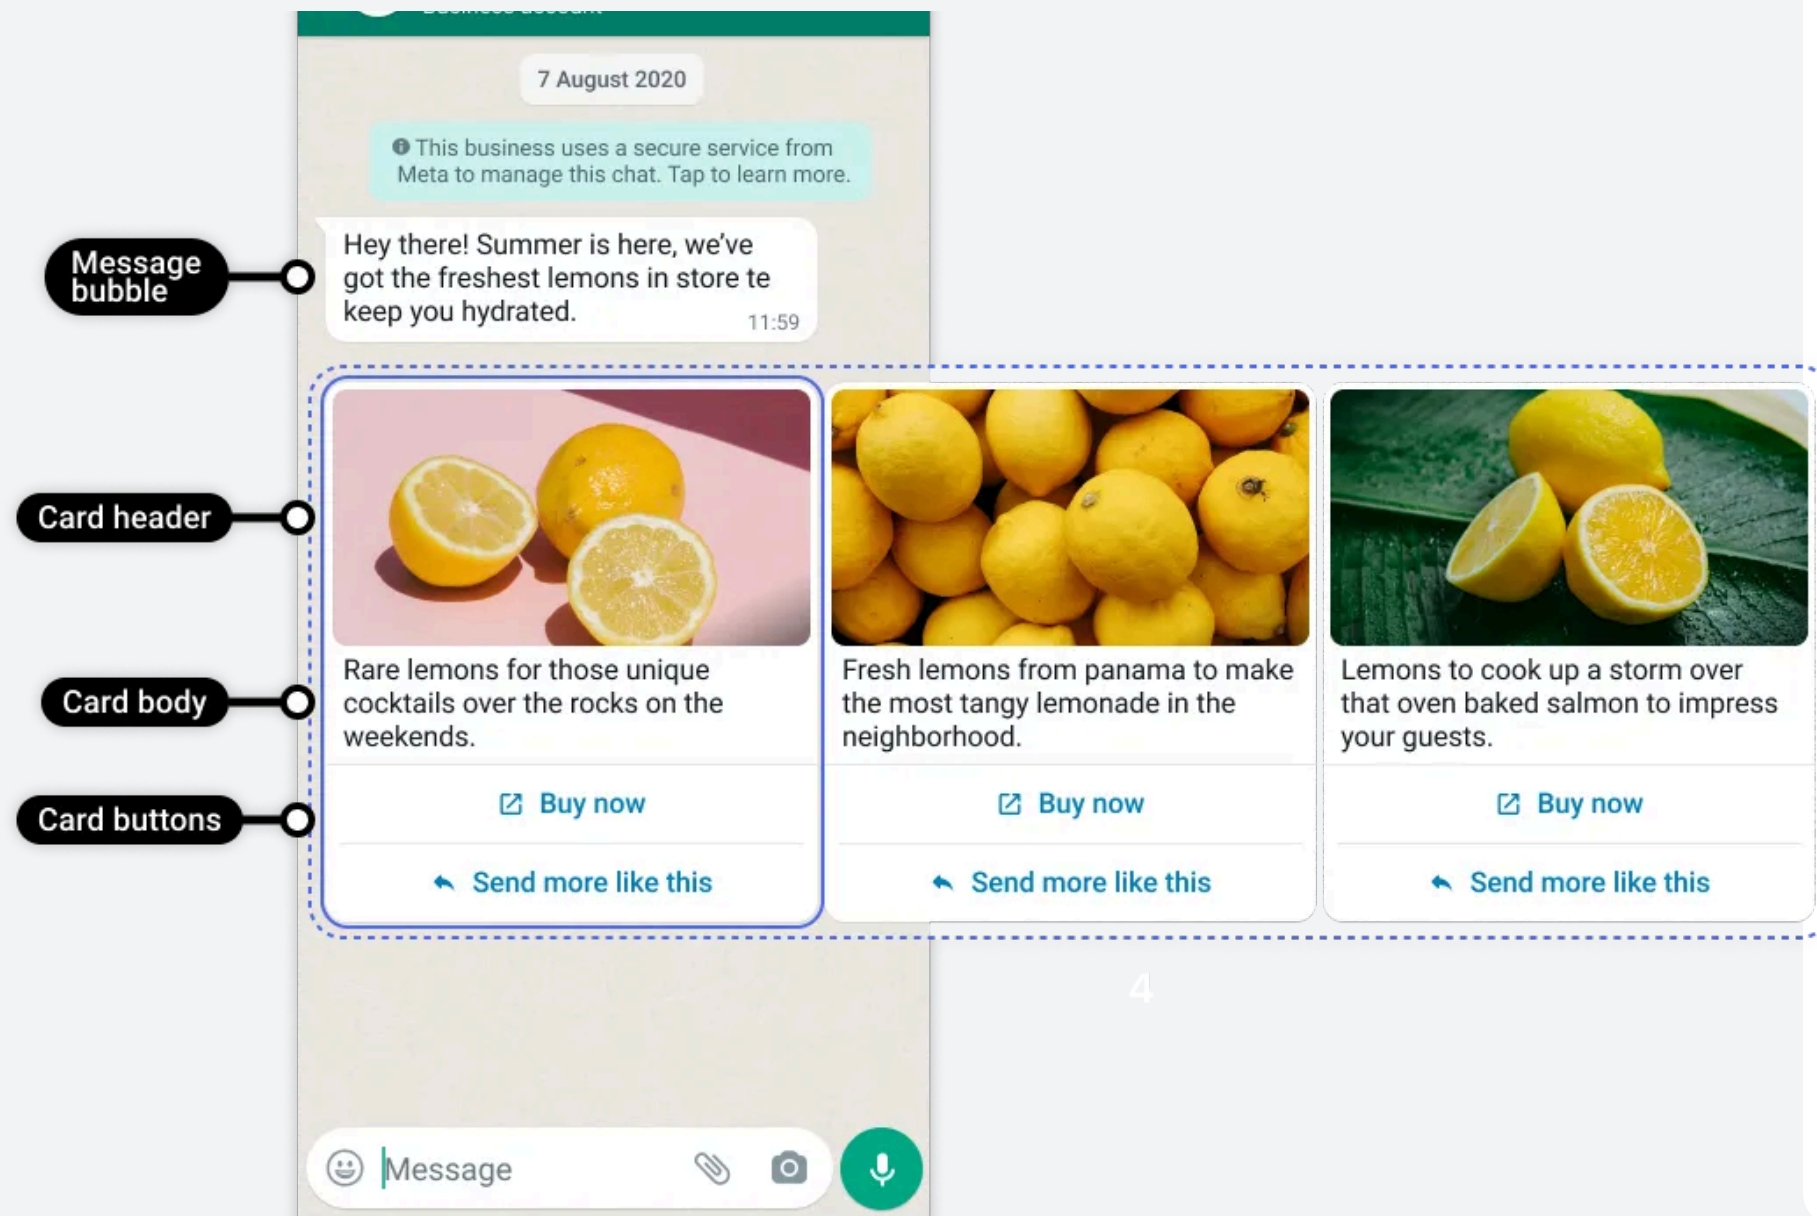 Business account
7 August 2020
This business uses a secure service from
Meta to manage this chat. Tap to learn more.
Message
bubble
Hey there! Summer is here, we've
got the freshest lemons in store te
keep you hydrated.
11:59
Card header
Card body
Rare lemons for those unique
cocktails over the rocks on the
weekends.
Fresh lemons from panama to make
the most tangy lemonade in the
neighborhood.
Lemons to cook up a storm over
that oven baked salmon to impress
your guests.
Card buttons
Buy now
Buy now
Buy now
Send more like this
Send more like this
Send more like this
4
Message